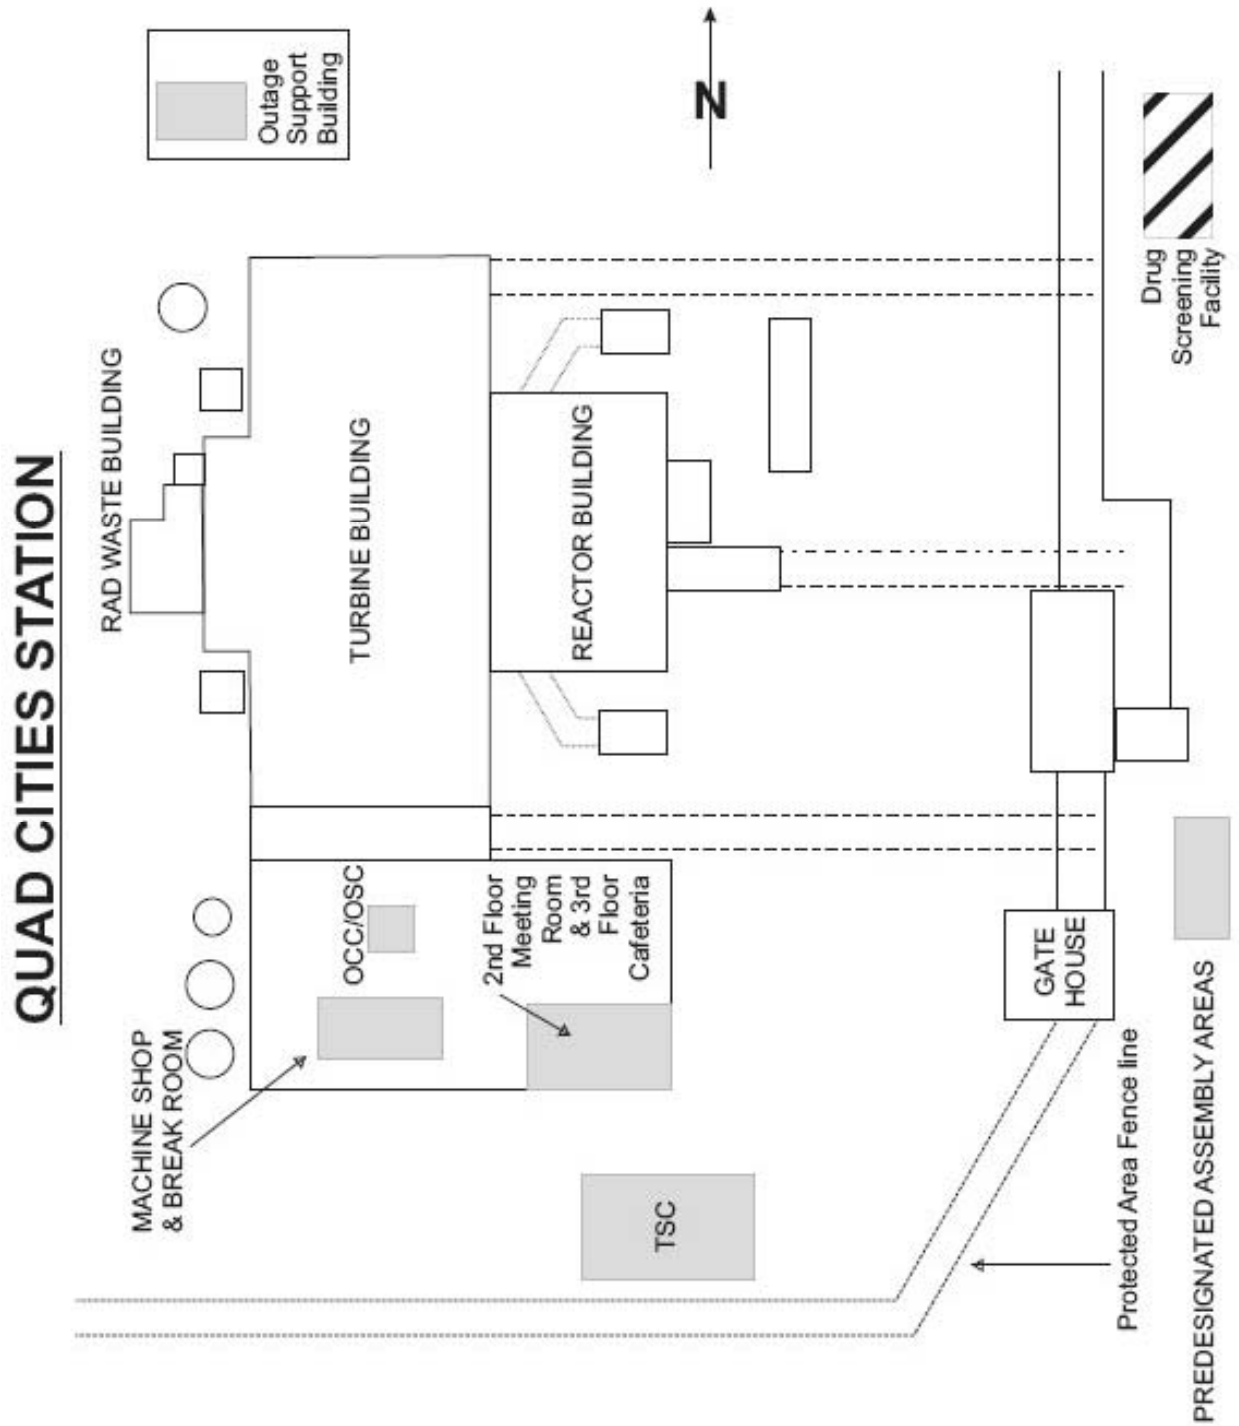 QUAD CITIES STATION
Outage
Support
Building
N
RAD WASTE BUILDING
TURBINE BUILDING
REACTOR BUILDING
Drug
Screening
Facility
MACHINE SHOP
& BREAK ROOM
OCC/OSC
2nd Floor
Meeting
Room
& 3rd
Floor
Cafeteria
TSC
GATE
HOUSE
Protected Area Fence line
PREDESIGNATED ASSEMBLY AREAS